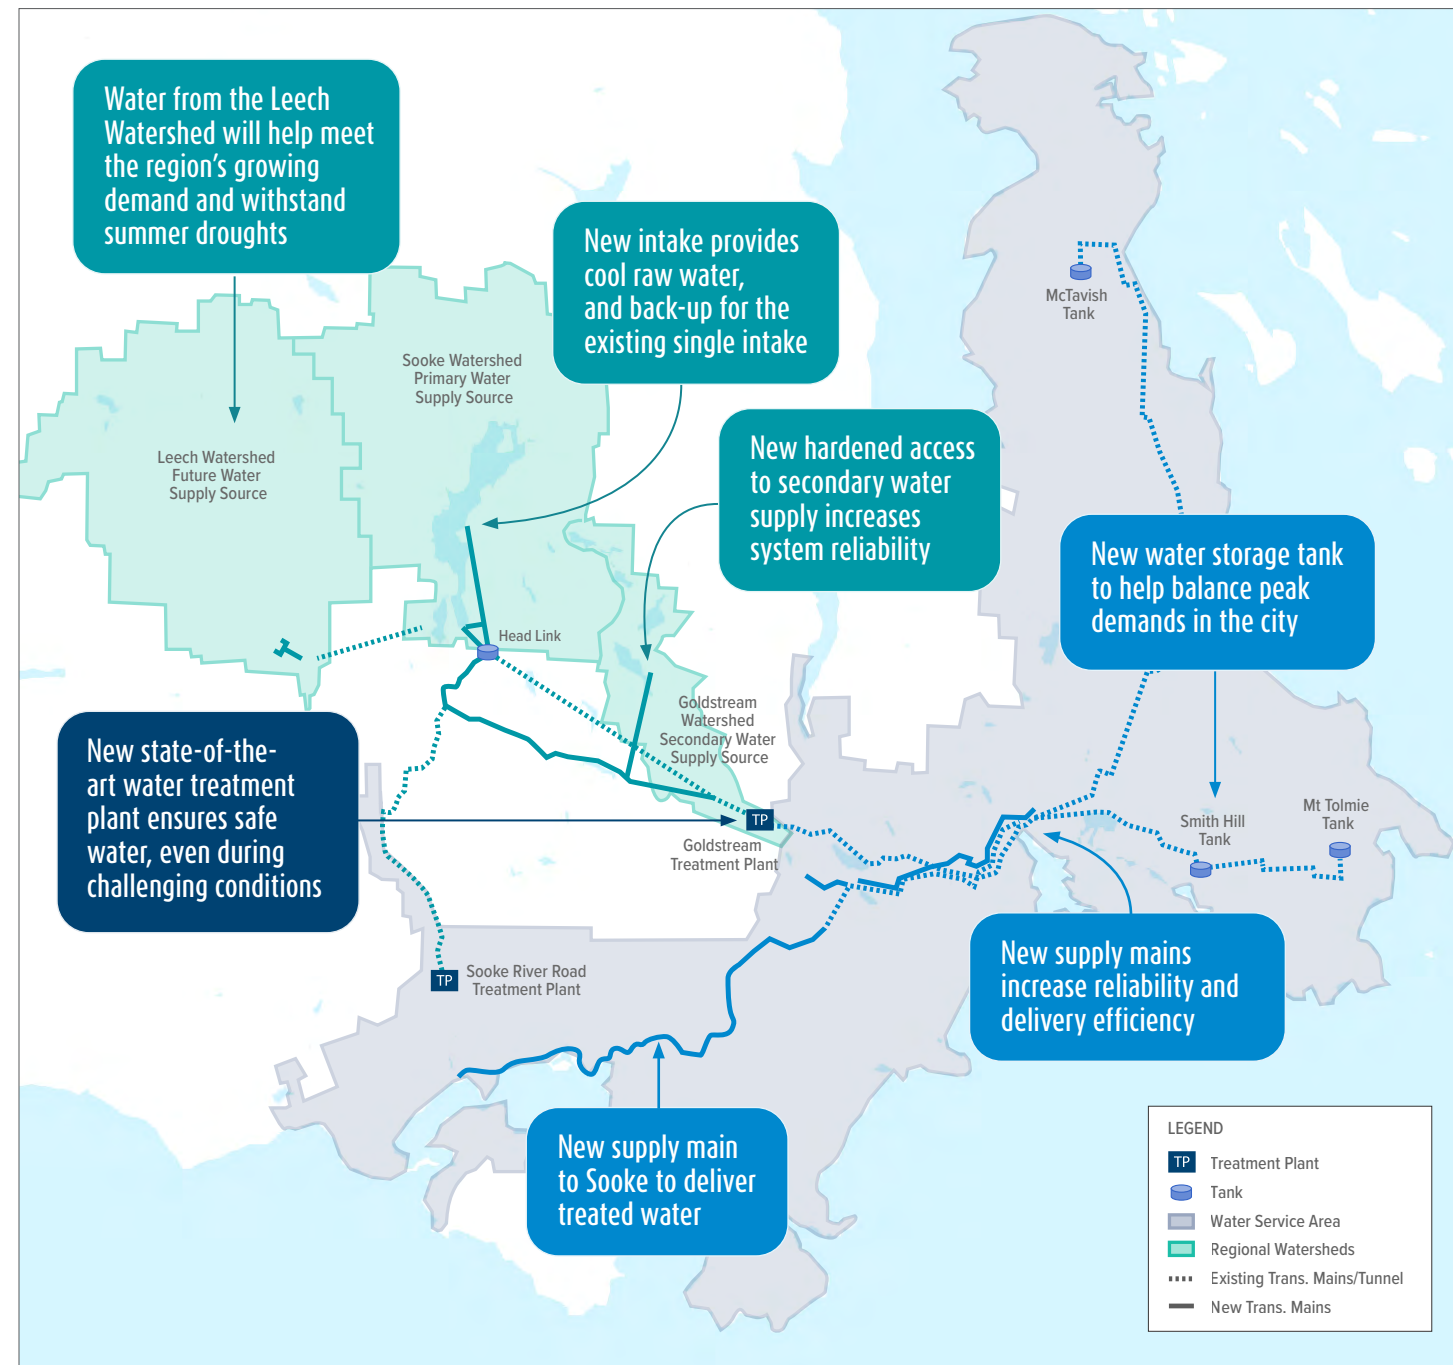 Water from the Leech
Watershed will help meet
the region's growing
demand and withstand
summer droughts
New intake provides
cool raw water,
and back-up for the
existing single intake
McTavish
Tank
Sooke Watershed
Primary Water
Supply Source
Leech Watershed
Future Water
Supply Source
New hardened access
to secondary water
supply increases
system reliability
New water storage tank
to help balance peak
demands in the city
Head Link
Goldstream
Watershed
Secondary Water
Supply Source
New state-of-the-
art water treatment
plant ensures safe
water, even during
challenging conditions
TP
Goldstream
Treatment Plant
Smith Hill
Tank
Mt Tolmie
Tank
TP
Sooke River Road
Treatment Plant
New supply mains
increase reliability and
delivery efficiency
New supply main
to Sooke to deliver
treated water
LEGEND
TP Treatment Plant
Tank
Water Service Area
Regional Watersheds
Existing Trans. Mains/Tunnel
New Trans. Mains